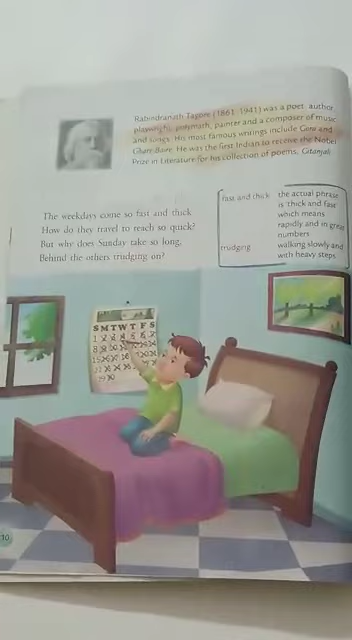 Rabindranath Tagore (1861-1941) was a poet, author,
playwright, polymath, painter and a composer of music
and songs. His most famous writings include Gora and
Ghare Baire. He was the first Indian to receive the Nobel
Prize in Literature for his collection of poems, Gitanjali.
The weekdays come so fast and thick
How do they travel to reach so quick?
But why does Sunday take so long,
Behind the others trudging on?
fast and thick the actual phrase
is 'thick and fast'
which means
rapidly and in great
numbers
trudging walking slowly and
with heavy steps
S M T W T F S
10